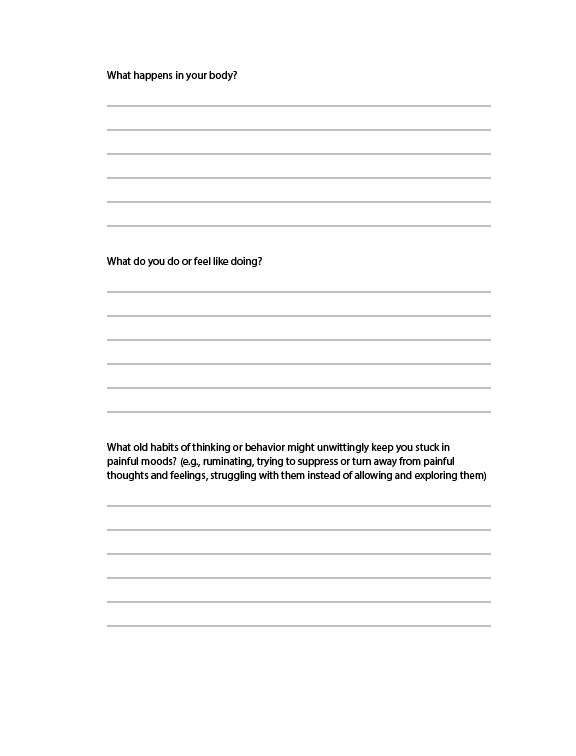 What happens in your body?
What do you do or feel like doing?
What old habits of thinking or behavior might unwittingly keep you stuck in
painful moods? (e.g., ruminating, trying to suppress or turn away from painful
thoughts and feelings, struggling with them instead of allowing and exploring them)